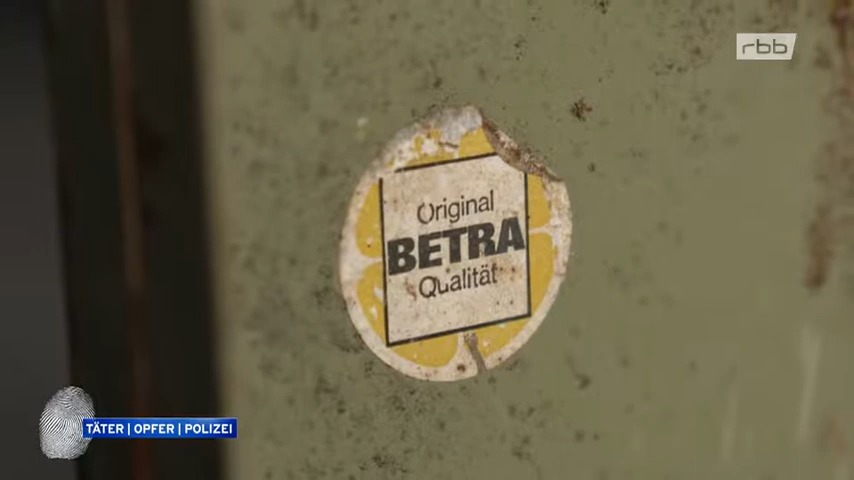 rbb
Original
BETRA
Qualität
TÄTER | OPFER | POLIZEI